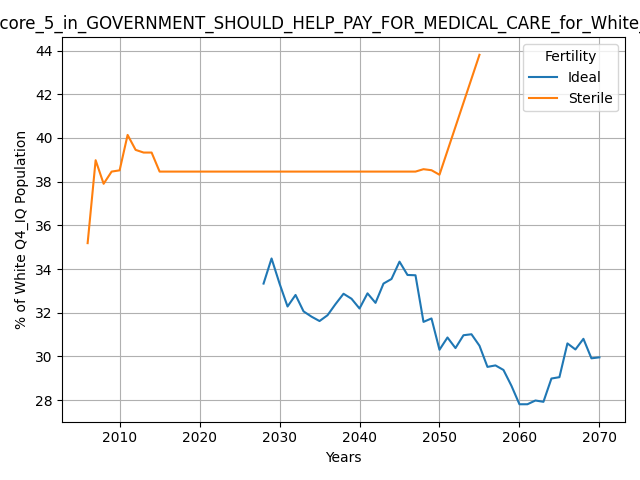 core_5_in_GOVERNMENT_SHOULD_HELP_PAY_FOR_MEDICAL_CARE_for_White_
44
42
40
38
36
34
32
30
28
% of White Q4_IQ Population
Fertility
Ideal
Sterile
2010 2020 2030 2040 2050 2060 2070
Years